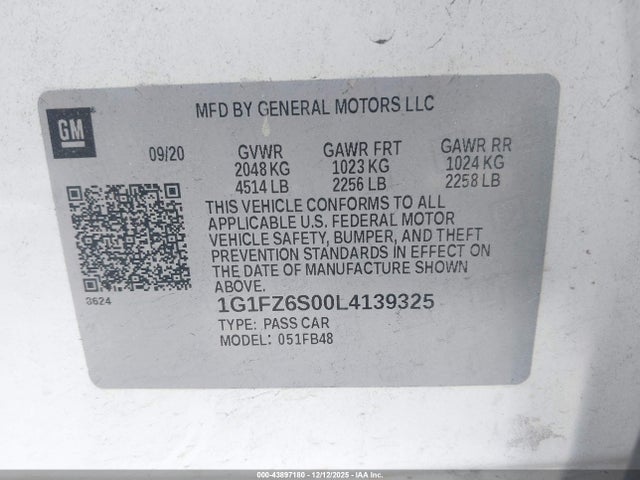 MFD BY GENERAL MOTORS LLC
GM
09/20 GVWR GAWR FRT GAWR RR
2048 KG 1023 KG 1024 KG
4514 LB 2256 LB 2258 LB
THIS VEHICLE CONFORMS TO ALL
APPLICABLE U.S. FEDERAL MOTOR
VEHICLE SAFETY, BUMPER, AND THEFT
PREVENTION STANDARDS IN EFFECT ON
THE DATE OF MANUFACTURE SHOWN
ABOVE.
3624
1G1FZ6S00L4139325
TYPE: PASS CAR
MODEL: 051FB48
000-43897180 - 12/12/2025 - IAAI.COM